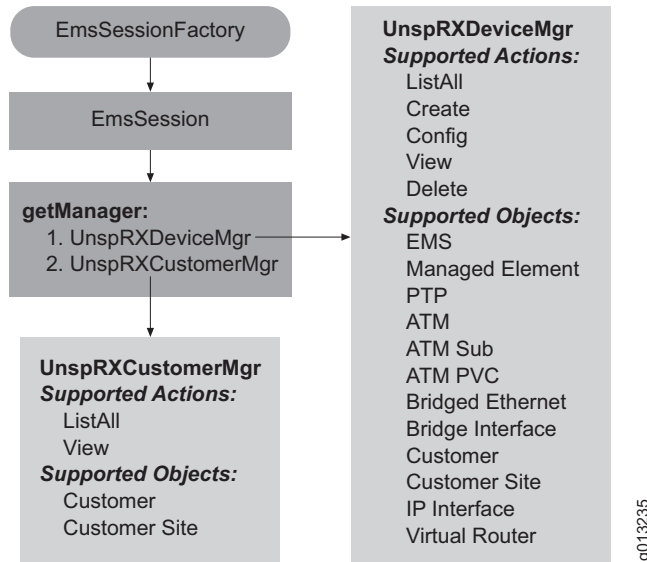 EmsSessionFactory
EmsSession
getManager:
1. UnspRXDeviceMgr
2. UnspRXCustomerMgr
UnspRXCustomerMgr
Supported Actions:
ListAll
View
Supported Objects:
Customer
Customer Site
UnspRXDeviceMgr
Supported Actions:
ListAll
Create
Config
View
Delete
Supported Objects:
EMS
Managed Element
PTP
ATM
ATM Sub
ATM PVC
Bridged Ethernet
Bridge Interface
Customer
Customer Site
IP Interface
Virtual Router
g013235